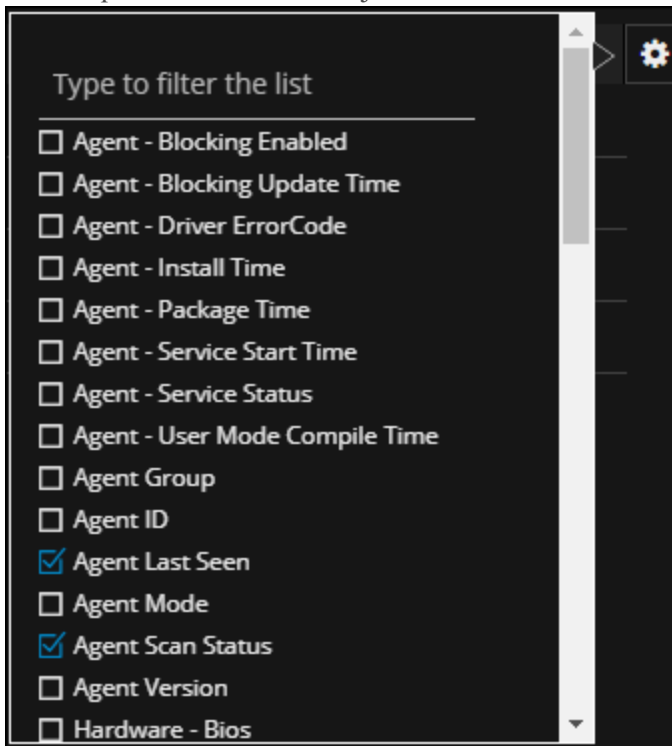 Type to filter the list
Agent - Blocking Enabled
Agent - Blocking Update Time
Agent - Driver ErrorCode
Agent - Install Time
Agent - Package Time
Agent - Service Start Time
Agent - Service Status
Agent - User Mode Compile Time
Agent Group
Agent ID
Agent Last Seen
Agent Mode
Agent Scan Status
Agent Version
Hardware - Bios